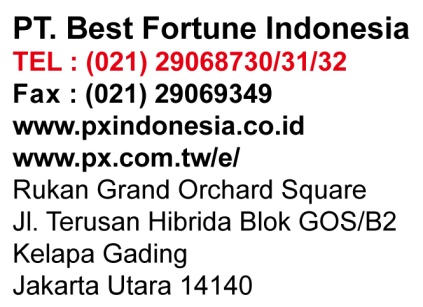 PT. Best Fortune Indonesia
TEL : (021) 29068730/31/32
Fax : (021) 29069349
www.pxindonesia.co.id
www.px.com.tw/e/
Rukan Grand Orchard Square
Jl. Terusan Hibrida Blok GOS/B2
Kelapa Gading
Jakarta Utara 14140